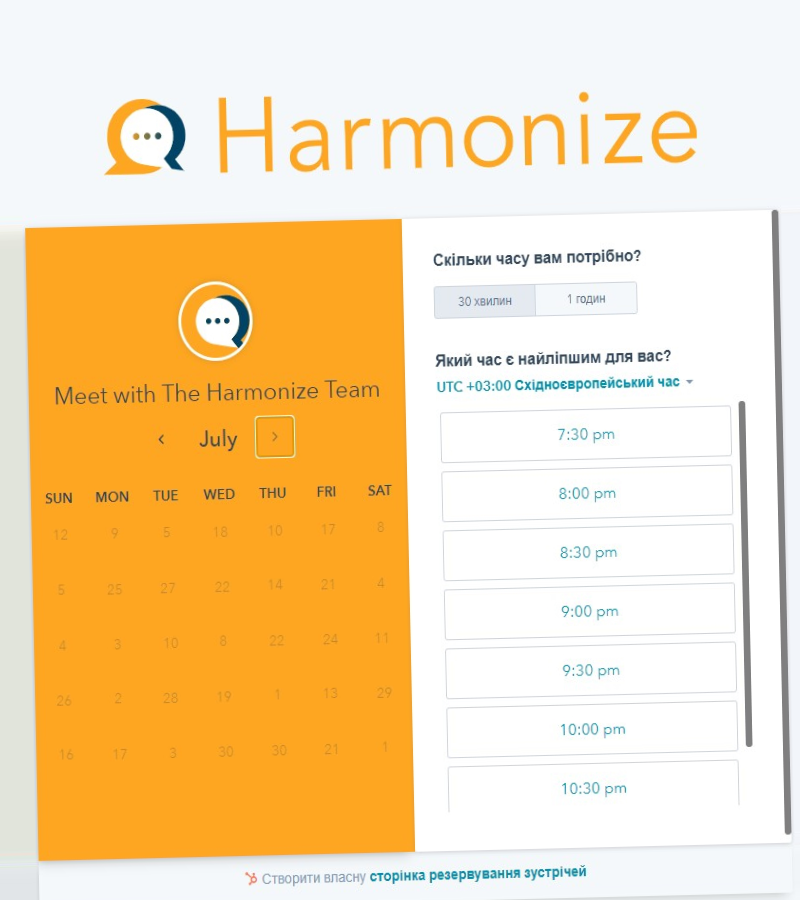 Harmonize
Meet with The Harmonize Team
July
SUN MON TUE WED THU FRI SAT
12 9 5 18 10 17 8
5 25 27 22 14 21 4
4 3 10 8 22 24 11
26 2 28 19 1 13 29
16 17 3 30 30 21 1
Скільки часу вам потрібно?
30 хвилин 1 годин
Який час є найліпшим для вас?
UTC +03:00 Східноєвропейський час
7:30 pm
8:00 pm
8:30 pm
9:00 pm
9:30 pm
10:00 pm
10:30 pm
Створити власну сторінка резервування зустрічей